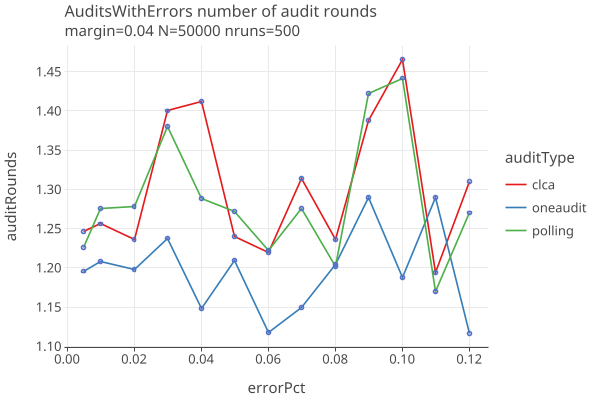 AuditsWithErrors number of audit rounds
margin=0.04 N=50000 nruns=500
auditRounds
1.45
1.40
1.35
1.30
1.25
1.20
1.15
1.10
0.00 0.02 0.04 0.06 0.08 0.10 0.12
errorPct
auditType
clca
oneaudit
polling